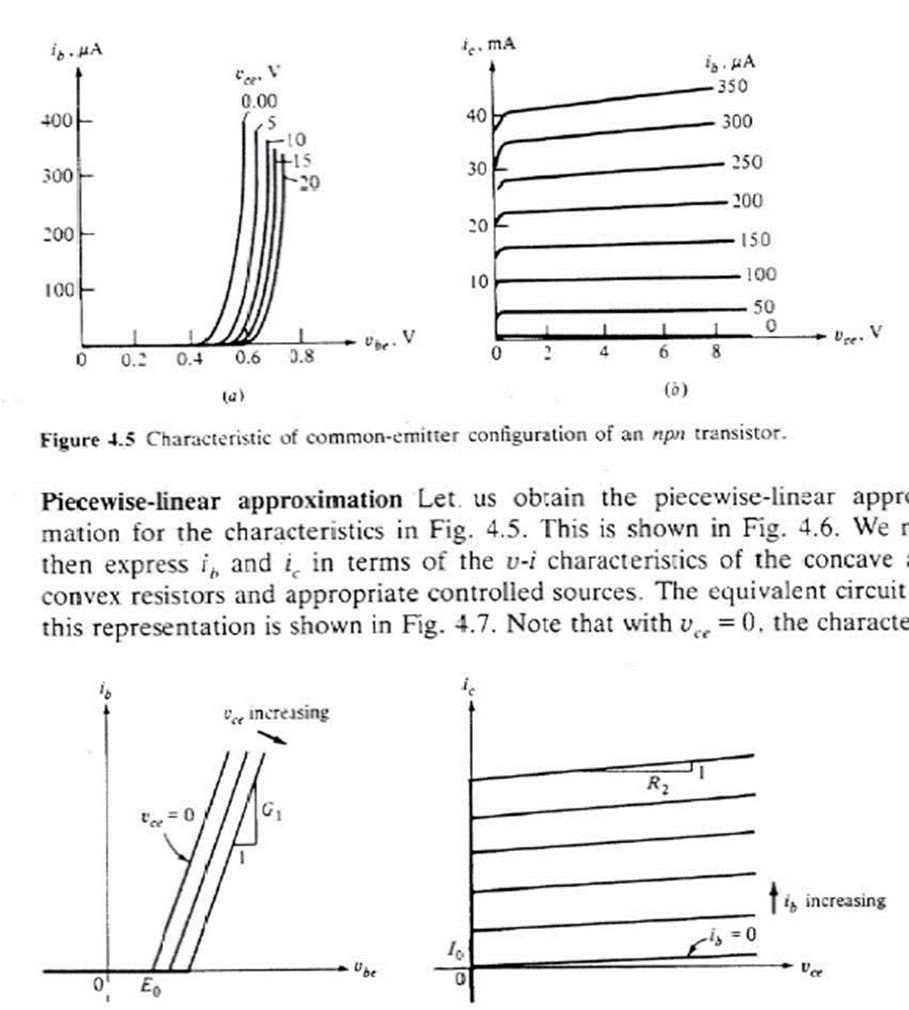 i_b, μA
v_ce, V
0.00
5
10
15
20
400
300
200
100
0 0.2 0.4 0.6 0.8
v_be, V
(a)
i_c, mA
i_b, μA
350
300
250
200
150
100
50
0
40
30
20
10
0 2 4 6 8
v_ce, V
(b)
Figure 4.5 Characteristic of common-emitter configuration of an npn transistor.
Piecewise-linear approximation Let us obtain the piecewise-linear appro
mation for the characteristics in Fig. 4.5. This is shown in Fig. 4.6. We
then express i_b and i_c in terms of the v-i characteristics of the concave
convex resistors and appropriate controlled sources. The equivalent circuit
this representation is shown in Fig. 4.7. Note that with v_ce = 0, the characte
i_b
v_ce increasing
v_ce = 0
G_1
1
0 E_0
v_be
i_c
1
R_2
i_b increasing
i_b = 0
I_0
0
v_ce